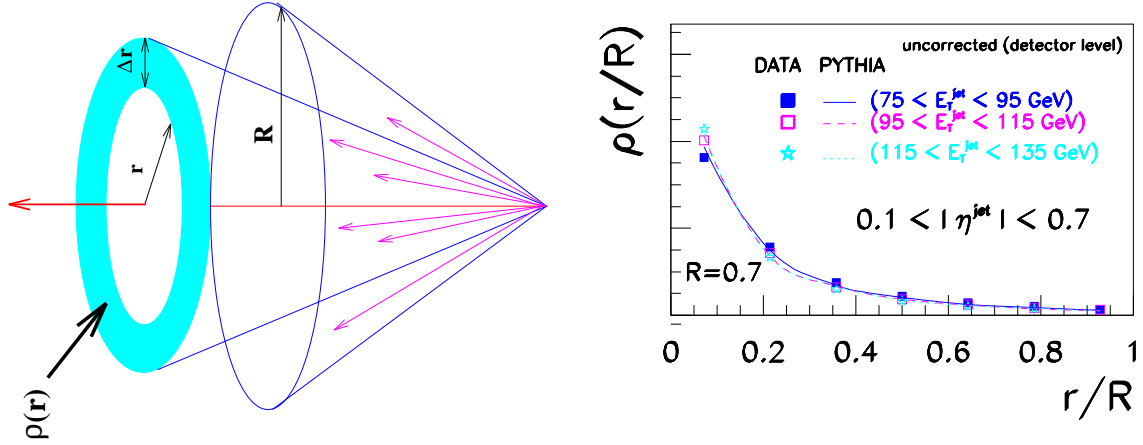 Δr
r
R
ρ(r)
ρ(r/R)
uncorrected (detector level)
DATA PYTHIA
(75 < E_T^jet < 95 GeV)
(95 < E_T^jet < 115 GeV)
(115 < E_T^jet < 135 GeV)
0.1 < | η^jet | < 0.7
R=0.7
0 0.2 0.4 0.6 0.8 1
r/R